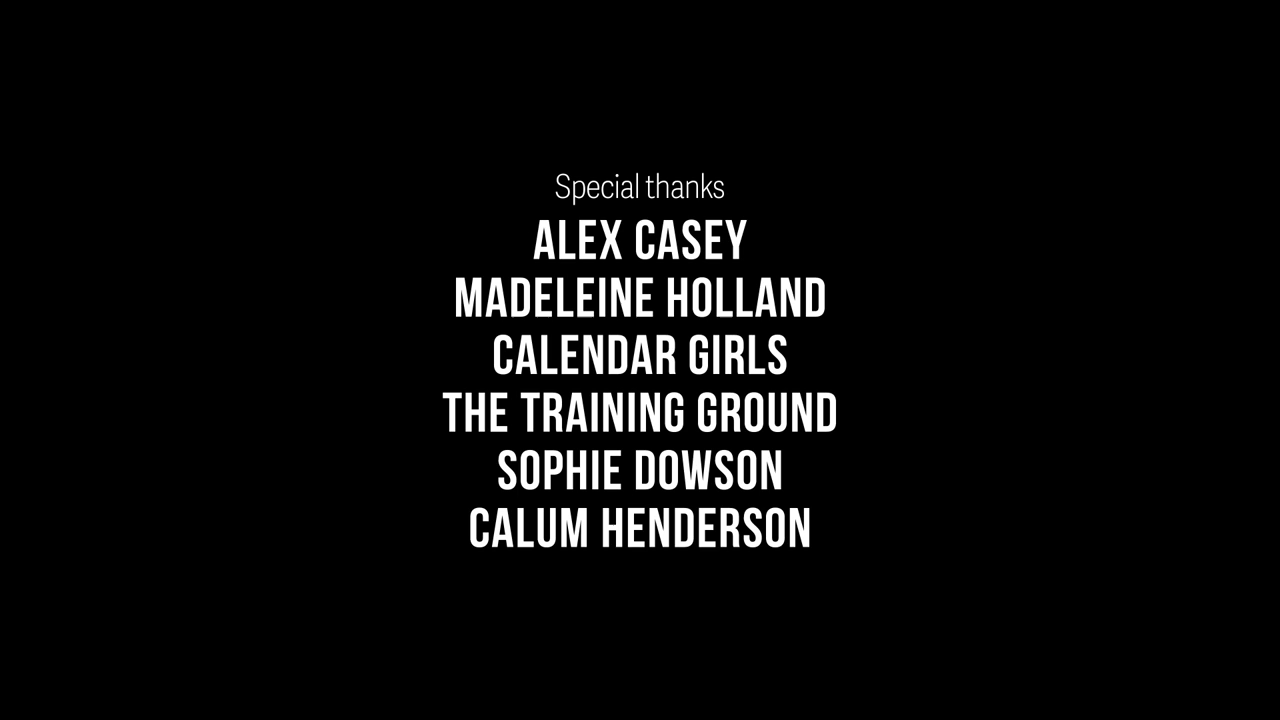 Special thanks
ALEX CASEY
MADELEINE HOLLAND
CALENDAR GIRLS
THE TRAINING GROUND
SOPHIE DOWSON
CALUM HENDERSON